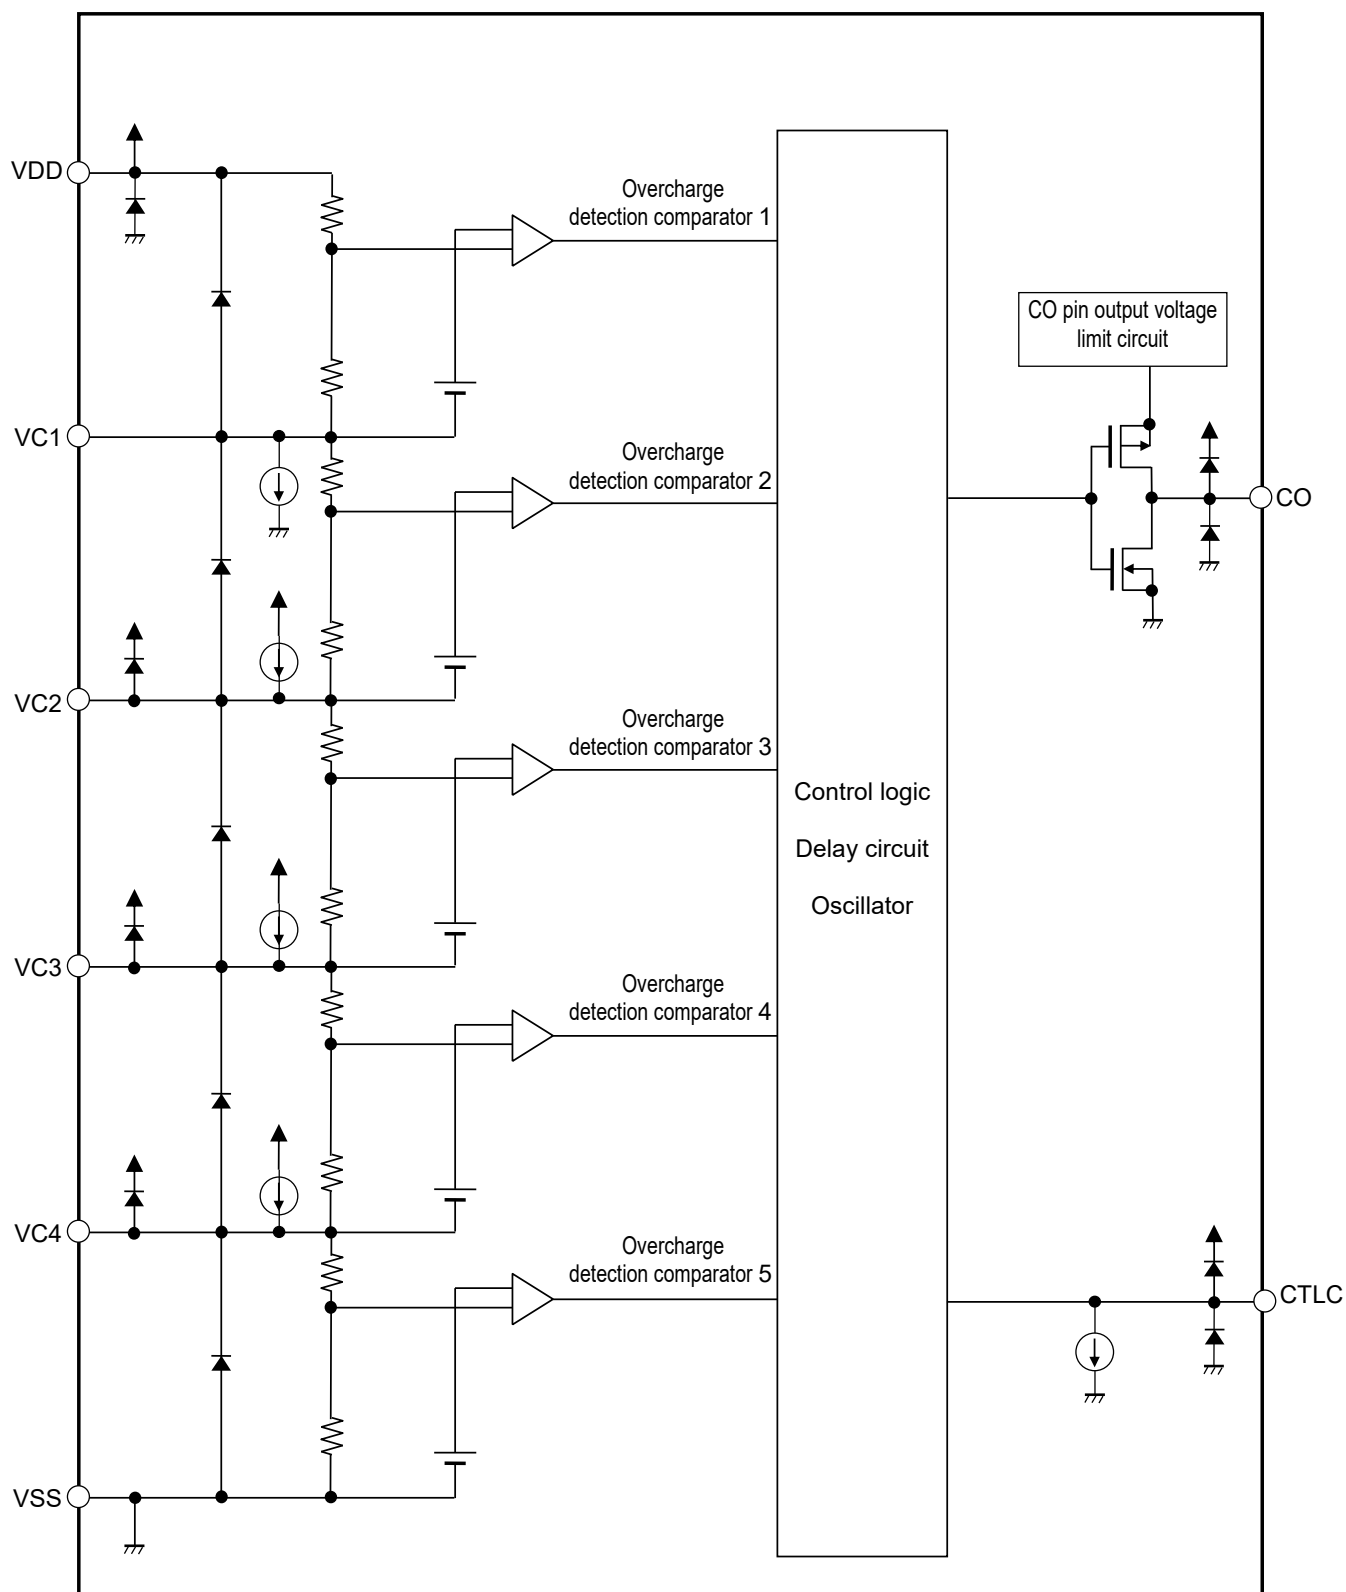 VDD
Overcharge
detection comparator 1
CO pin output voltage
limit circuit
VC1
Overcharge
detection comparator 2
CO
VC2
Overcharge
detection comparator 3
Control logic
Delay circuit
Oscillator
VC3
Overcharge
detection comparator 4
VC4
Overcharge
detection comparator 5
CTLC
VSS